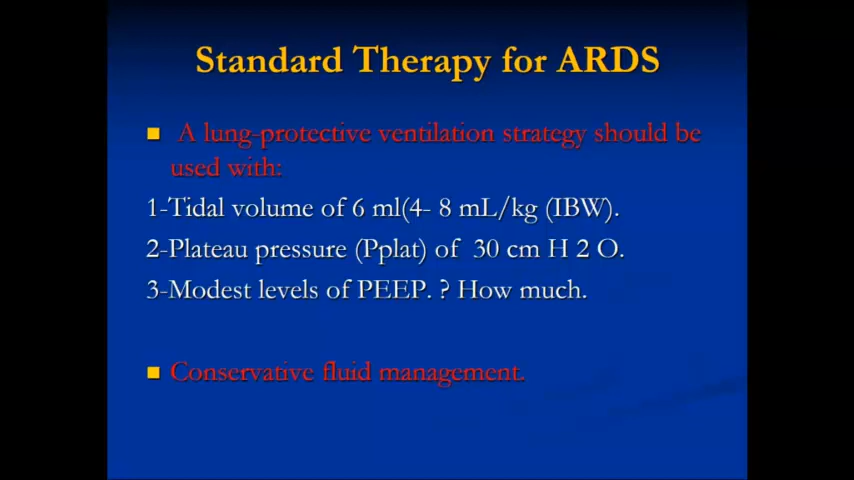 Standard Therapy for ARDS
A lung-protective ventilation strategy should be
used with:
1-Tidal volume of 6 ml(4- 8 mL/kg (IBW).
2-Plateau pressure (Pplat) of 30 cm H 2 O.
3-Modest levels of PEEP. ? How much.
Conservative fluid management.